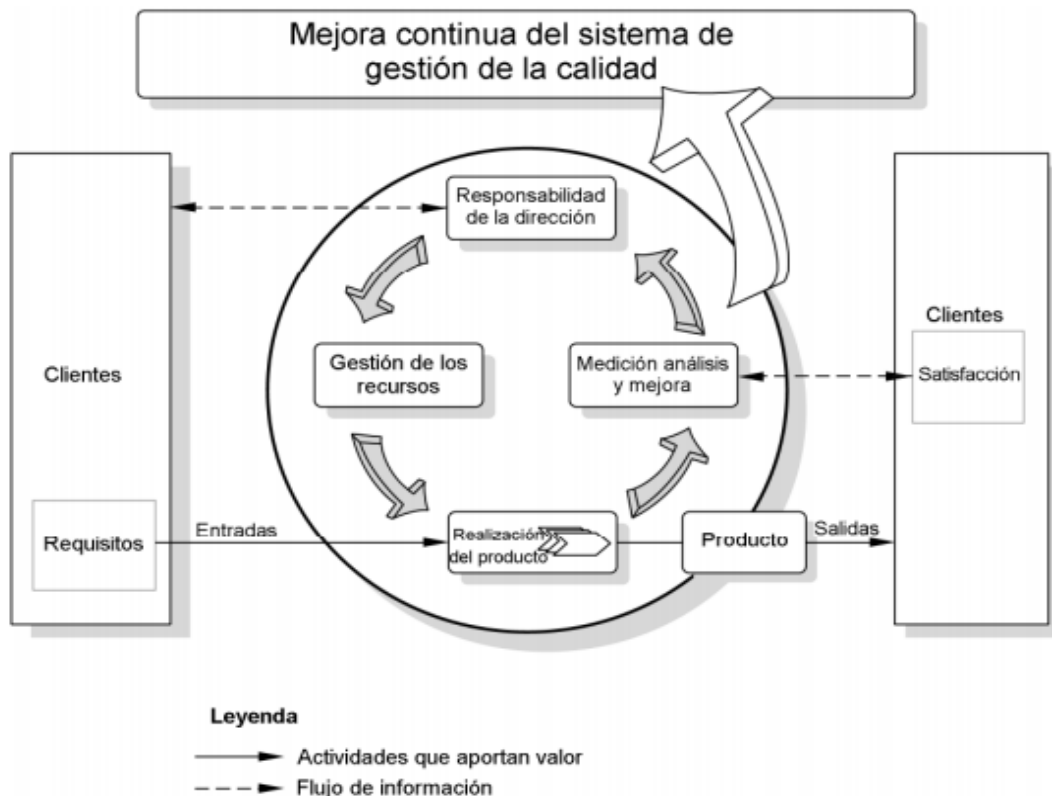 Mejora continua del sistema de
gestión de la calidad
Responsabilidad
de la dirección
Clientes
Gestión de los
recursos
Medición análisis
y mejora
Clientes
Satisfacción
Requisitos
Entradas
Realización
del producto
Producto
Salidas
Leyenda
Actividades que aportan valor
Flujo de información